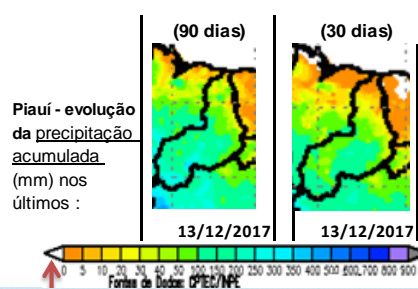 (90 dias) (30 dias)
Piauí - evolução
da precipitação
acumulada
(mm) nos
últimos :
13/12/2017 13/12/2017
0 5 10 20 30 40 50 100 150 200 250 300 350 400 500 600 700 800 900
Fontes de Dados: CPTEC/INPE